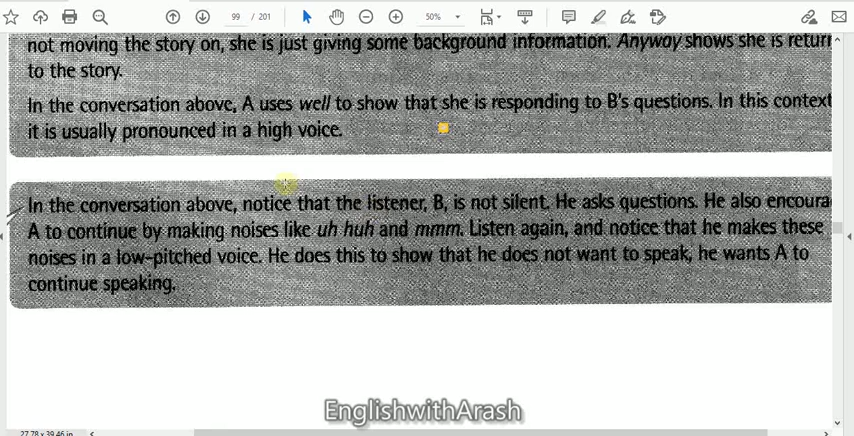 99 / 201
50%
not moving the story on, she is just giving some background information. Anyway shows she is return
to the story.
In the conversation above, A uses well to show that she is responding to B's questions. In this context
it is usually pronounced in a high voice.
In the conversation above, notice that the listener, B, is not silent. He asks questions. He also encoura
A to continue by making noises like uh huh and mmm. Listen again, and notice that he makes these
noises in a low-pitched voice. He does this to show that he does not want to speak, he wants A to
continue speaking.
EnglishwithArash
27.78 x 39.46 in